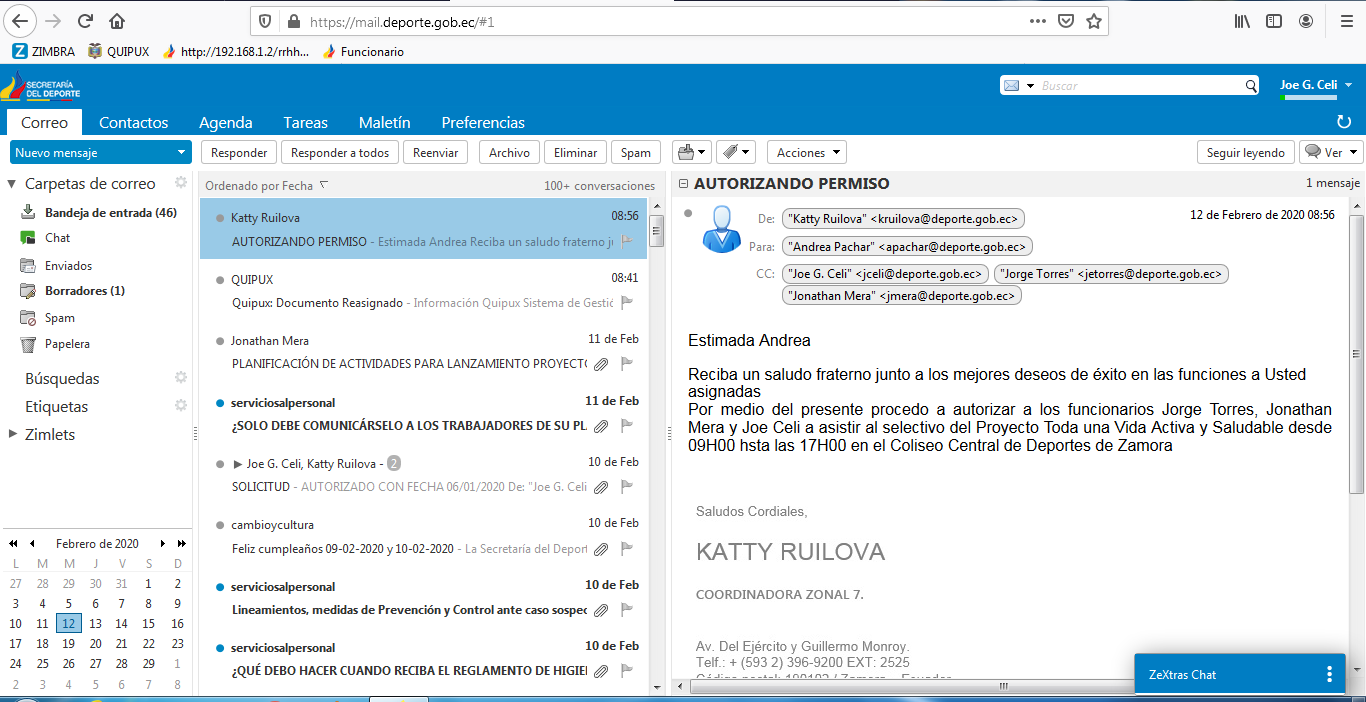 https://mail.deporte.gob.ec/#1
ZIMBRA QUIPUX http://192.168.1.2/rrhh... Funcionario
SECRETARÍA
DEL DEPORTE
Buscar
Joe G. Celi
Correo Contactos Agenda Tareas Maletín Preferencias
Nuevo mensaje Responder Responder a todos Reenviar Archivo Eliminar Spam Acciones Seguir leyendo Ver
Carpetas de correo
Bandeja de entrada (46)
Chat
Enviados
Borradores (1)
Spam
Papelera
Búsquedas
Etiquetas
Zimlets
Febrero de 2020
L M M J V S D
27 28 29 30 31 1 2
3 4 5 6 7 8 9
10 11 12 13 14 15 16
17 18 19 20 21 22 23
24 25 26 27 28 29 1
2 3 4 5 6 7 8
Ordenado por Fecha 100+ conversaciones
Katty Ruilova 08:56
AUTORIZANDO PERMISO - Estimada Andrea Reciba un saludo fraterno
QUIPUX 08:41
Quipux: Documento Reasignado - Información Quipux Sistema de Gestió
Jonathan Mera 11 de Feb
PLANIFICACIÓN DE ACTIVIDADES PARA LANZAMIENTO PROYECTO
serviciosalpersonal 11 de Feb
¿SOLO DEBE COMUNICÁRSELO A LOS TRABAJADORES DE SU
Joe G. Celi, Katty Ruilova - 2 10 de Feb
SOLICITUD - AUTORIZADO CON FECHA 06/01/2020 De: "Joe G. Celi
cambioycultura 10 de Feb
Feliz cumpleaños 09-02-2020 y 10-02-2020 - La Secretaría del Deport
serviciosalpersonal 10 de Feb
Lineamientos, medidas de Prevención y Control ante caso sospec
serviciosalpersonal 10 de Feb
¿QUÉ DEBO HACER CUANDO RECIBA EL REGLAMENTO DE HIGIE
AUTORIZANDO PERMISO 1 mensaje
De: "Katty Ruilova" <kruilova@deporte.gob.ec> 12 de Febrero de 2020 08:56
Para: "Andrea Pachar" <apachar@deporte.gob.ec>
CC: "Joe G. Celi" <jceli@deporte.gob.ec> "Jorge Torres" <jetorres@deporte.gob.ec>
"Jonathan Mera" <jmera@deporte.gob.ec>
Estimada Andrea
Reciba un saludo fraterno junto a los mejores deseos de éxito en las funciones a Usted
asignadas
Por medio del presente procedo a autorizar a los funcionarios Jorge Torres, Jonathan
Mera y Joe Celi a asistir al selectivo del Proyecto Toda una Vida Activa y Saludable desde
09H00 hsta las 17H00 en el Coliseo Central de Deportes de Zamora
Saludos Cordiales,
KATTY RUILOVA
COORDINADORA ZONAL 7.
Av. Del Ejército y Guillermo Monroy.
Telf.: + (593 2) 396-9200 EXT: 2525
ZeXtras Chat